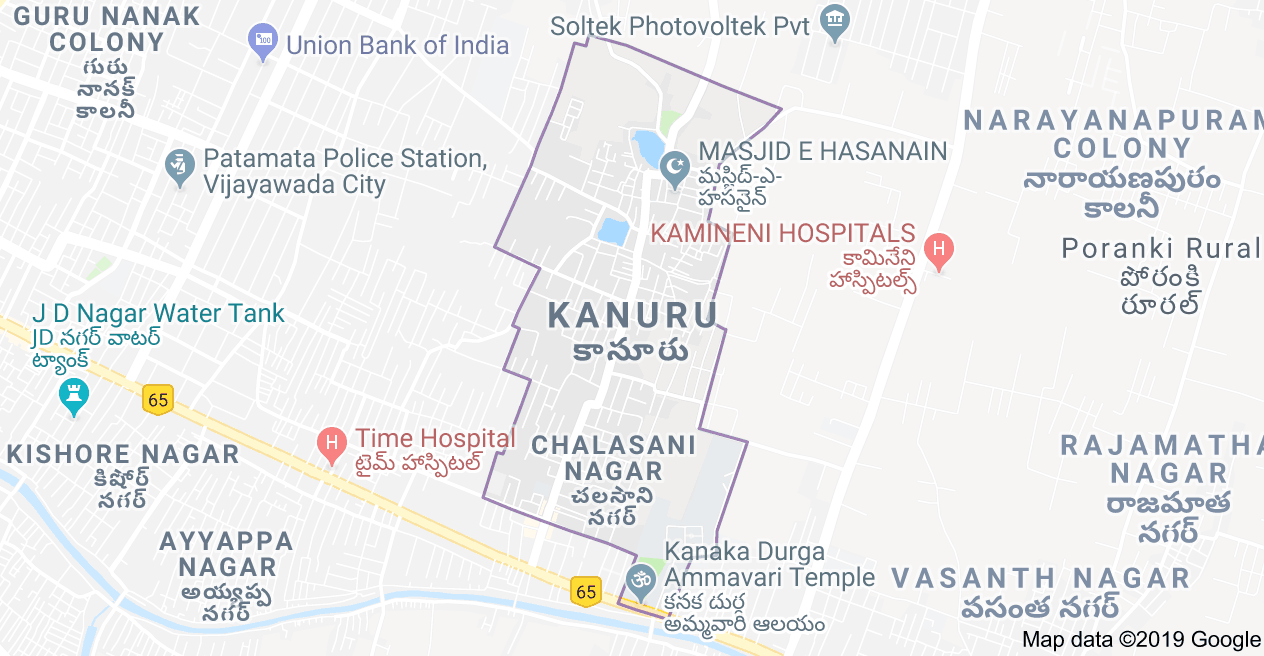 GURU NANAK
COLONY
గురు
నానక్
కాలనీ
Union Bank of India
Soltek Photovoltek Pvt
Patamata Police Station,
Vijayawada City
MASJID E HASANAIN
మస్జిద్-ఎ-
హసనైన్
NARAYANAPURAM
COLONY
నారాయణపురం
కాలనీ
KAMINENI HOSPITALS
కామినేని
హాస్పిటల్స్
Poranki Rural
పోరంకి
రూరల్
J D Nagar Water Tank
JD నగర్ వాటర్
ట్యాంక్
KANURU
కానూరు
65
Time Hospital
టైమ్ హాస్పిటల్
KISHORE NAGAR
కిషోర్
నగర్
CHALASANI
NAGAR
చలసాని
నగర్
RAJAMATHA
NAGAR
రాజమాత
నగర్
AYYAPPA
NAGAR
అయ్యప్ప
నగర్
65
Kanaka Durga
Ammavari Temple
కనక దుర్గ
అమ్మవారి ఆలయం
VASANTH NAGAR
వసంత నగర్
Map data ©2019 Google